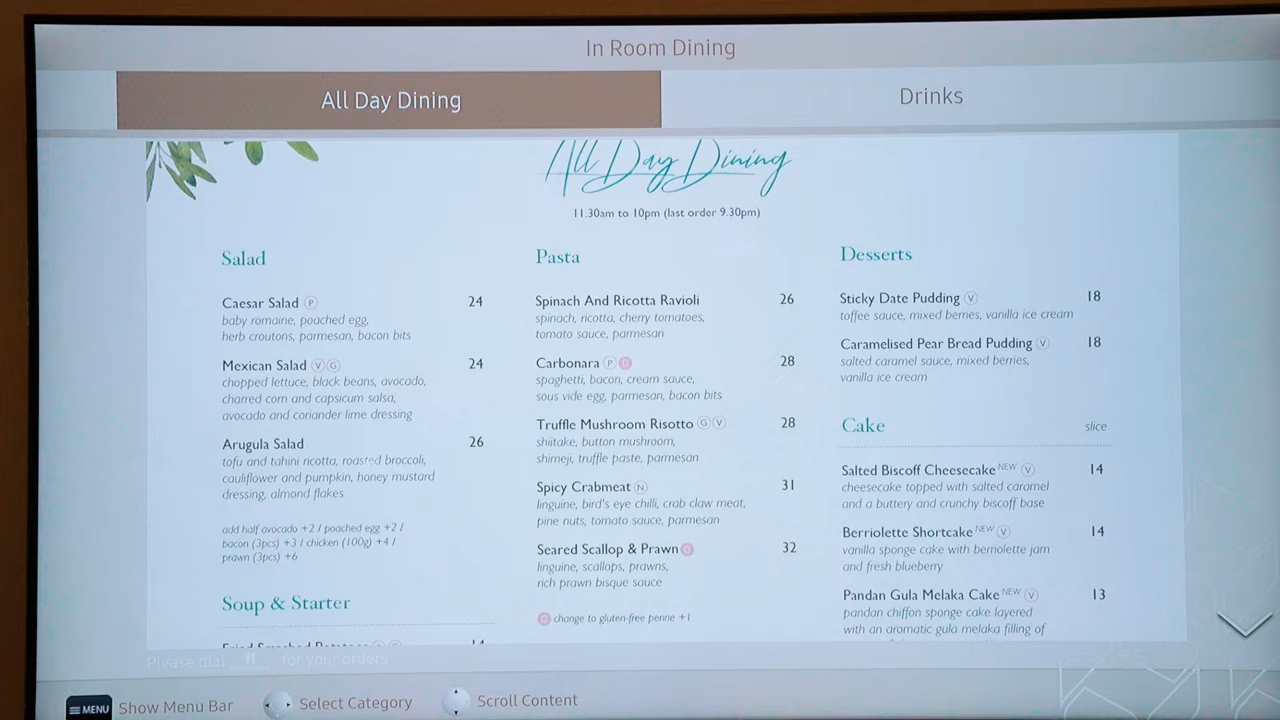 In Room Dining
All Day Dining
Drinks
All Day Dining
11.30am to 10pm (last order 9.30pm)
Salad
Caesar Salad P 24
baby romaine, poached egg,
herb croutons, parmesan, bacon bits
Mexican Salad V G 24
chopped lettuce, black beans, avocado,
charred corn and capsicum salsa,
avocado and coriander lime dressing
Arugula Salad 26
tofu and tahini ricotta, roasted broccoli,
cauliflower and pumpkin, honey mustard
dressing, almond flakes
add half avocado +2 / poached egg +2 /
bacon (3pcs) +3 / chicken (100g) +4 /
prawn (3pcs) +6
Soup & Starter
Pasta
Spinach And Ricotta Ravioli 26
spinach, ricotta, cherry tomatoes,
tomato sauce, parmesan
Carbonara P G 28
spaghetti, bacon, cream sauce,
sous vide egg, parmesan, bacon bits
Truffle Mushroom Risotto G V 28
shiitake, button mushroom,
shimeji, truffle paste, parmesan
Spicy Crabmeat N 31
linguine, bird's eye chilli, crab claw meat,
pine nuts, tomato sauce, parmesan
Seared Scallop & Prawn G 32
linguine, scallops, prawns,
rich prawn bisque sauce
G change to gluten-free penne +1
Desserts
Sticky Date Pudding V 18
toffee sauce, mixed berries, vanilla ice cream
Caramelised Pear Bread Pudding V 18
salted caramel sauce, mixed berries,
vanilla ice cream
Cake slice
Salted Biscoff Cheesecake NEW V 14
cheesecake topped with salted caramel
and a buttery and crunchy biscoff base
Berriolette Shortcake NEW V 14
vanilla sponge cake with berriolette jam
and fresh blueberry
Pandan Gula Melaka Cake NEW V 13
pandan chiffon sponge cake layered
with an aromatic gula melaka filling of
Please dial for your orders
MENU Show Menu Bar Select Category Scroll Content